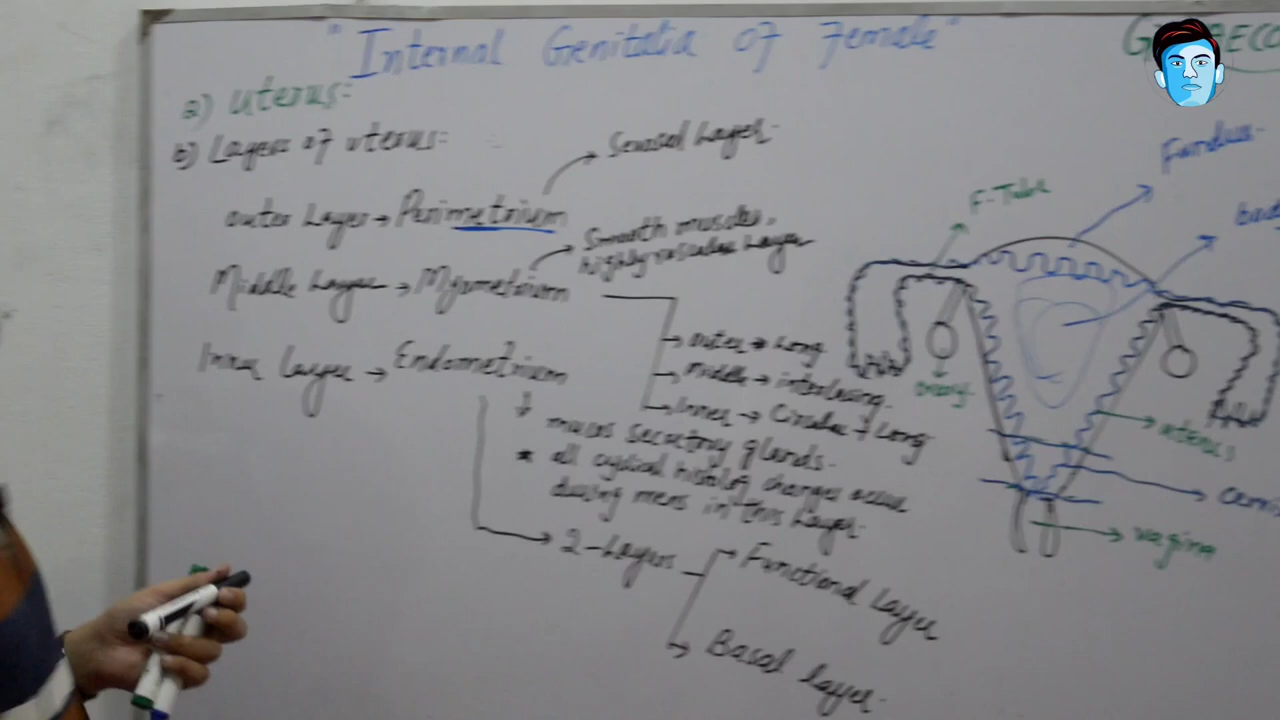 "Internal Genitalia of Female"
a) Uterus:
b) Layers of uterus:
Serosal Layer
outer Layer → Perimetrium
Smooth muscles,
highly vascular Layer
Middle Layer → Myometrium
outer → Long
middle → interlacing.
Inner → Circular + Long
Inner layer → Endometrium
mucus secretory glands.
* all cyclical histolog changes occur
during mens in this Layer.
2-Layers
Functional Layer
Basal layer.
F-Tube
Fundus
ovary
uterus
vagina